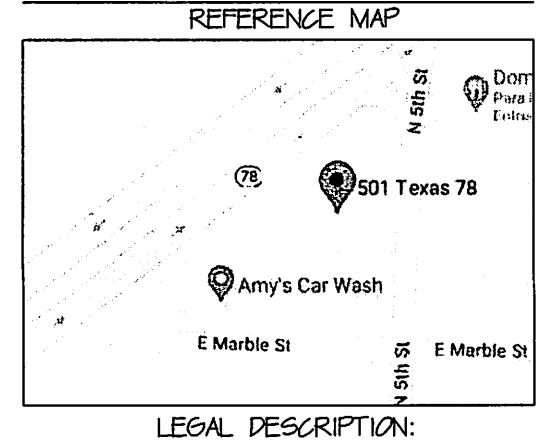 REFERENCE MAP
N 5th St
Dom
Para
78
501 Texas 78
Amy's Car Wash
E Marble St
N 5th St
E Marble St
LEGAL DESCRIPTION: